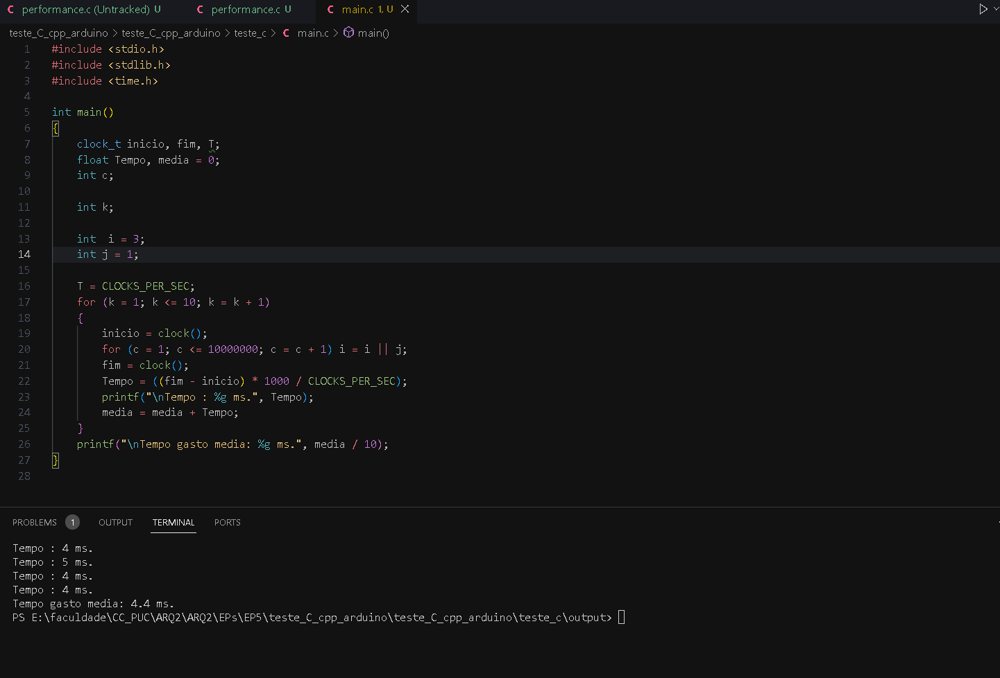 C performance.c (Untracked) U C performance.c U C main.c 1, U
teste_C_cpp_arduino > teste_C_cpp_arduino > teste_c > C main.c > main()
1 #include <stdio.h>
2 #include <stdlib.h>
3 #include <time.h>
4
5 int main()
6 {
7 clock_t inicio, fim, T;
8 float Tempo, media = 0;
9 int c;
10
11 int k;
12
13 int  i = 3;
14 int j = 1;
15
16 T = CLOCKS_PER_SEC;
17 for (k = 1; k <= 10; k = k + 1)
18 {
19 inicio = clock();
20 for (c = 1; c <= 10000000; c = c + 1) i = i || j;
21 fim = clock();
22 Tempo = ((fim - inicio) * 1000 / CLOCKS_PER_SEC);
23 printf("\nTempo : %g ms.", Tempo);
24 media = media + Tempo;
25 }
26 printf("\nTempo gasto media: %g ms.", media / 10);
27 }
28
PROBLEMS 1 OUTPUT TERMINAL PORTS
Tempo : 4 ms.
Tempo : 5 ms.
Tempo : 4 ms.
Tempo : 4 ms.
Tempo gasto media: 4.4 ms.
PS E:\faculdade\CC_PUC\ARQ2\ARQ2\EPs\EP5\teste_C_cpp_arduino\teste_C_cpp_arduino\teste_c\output>